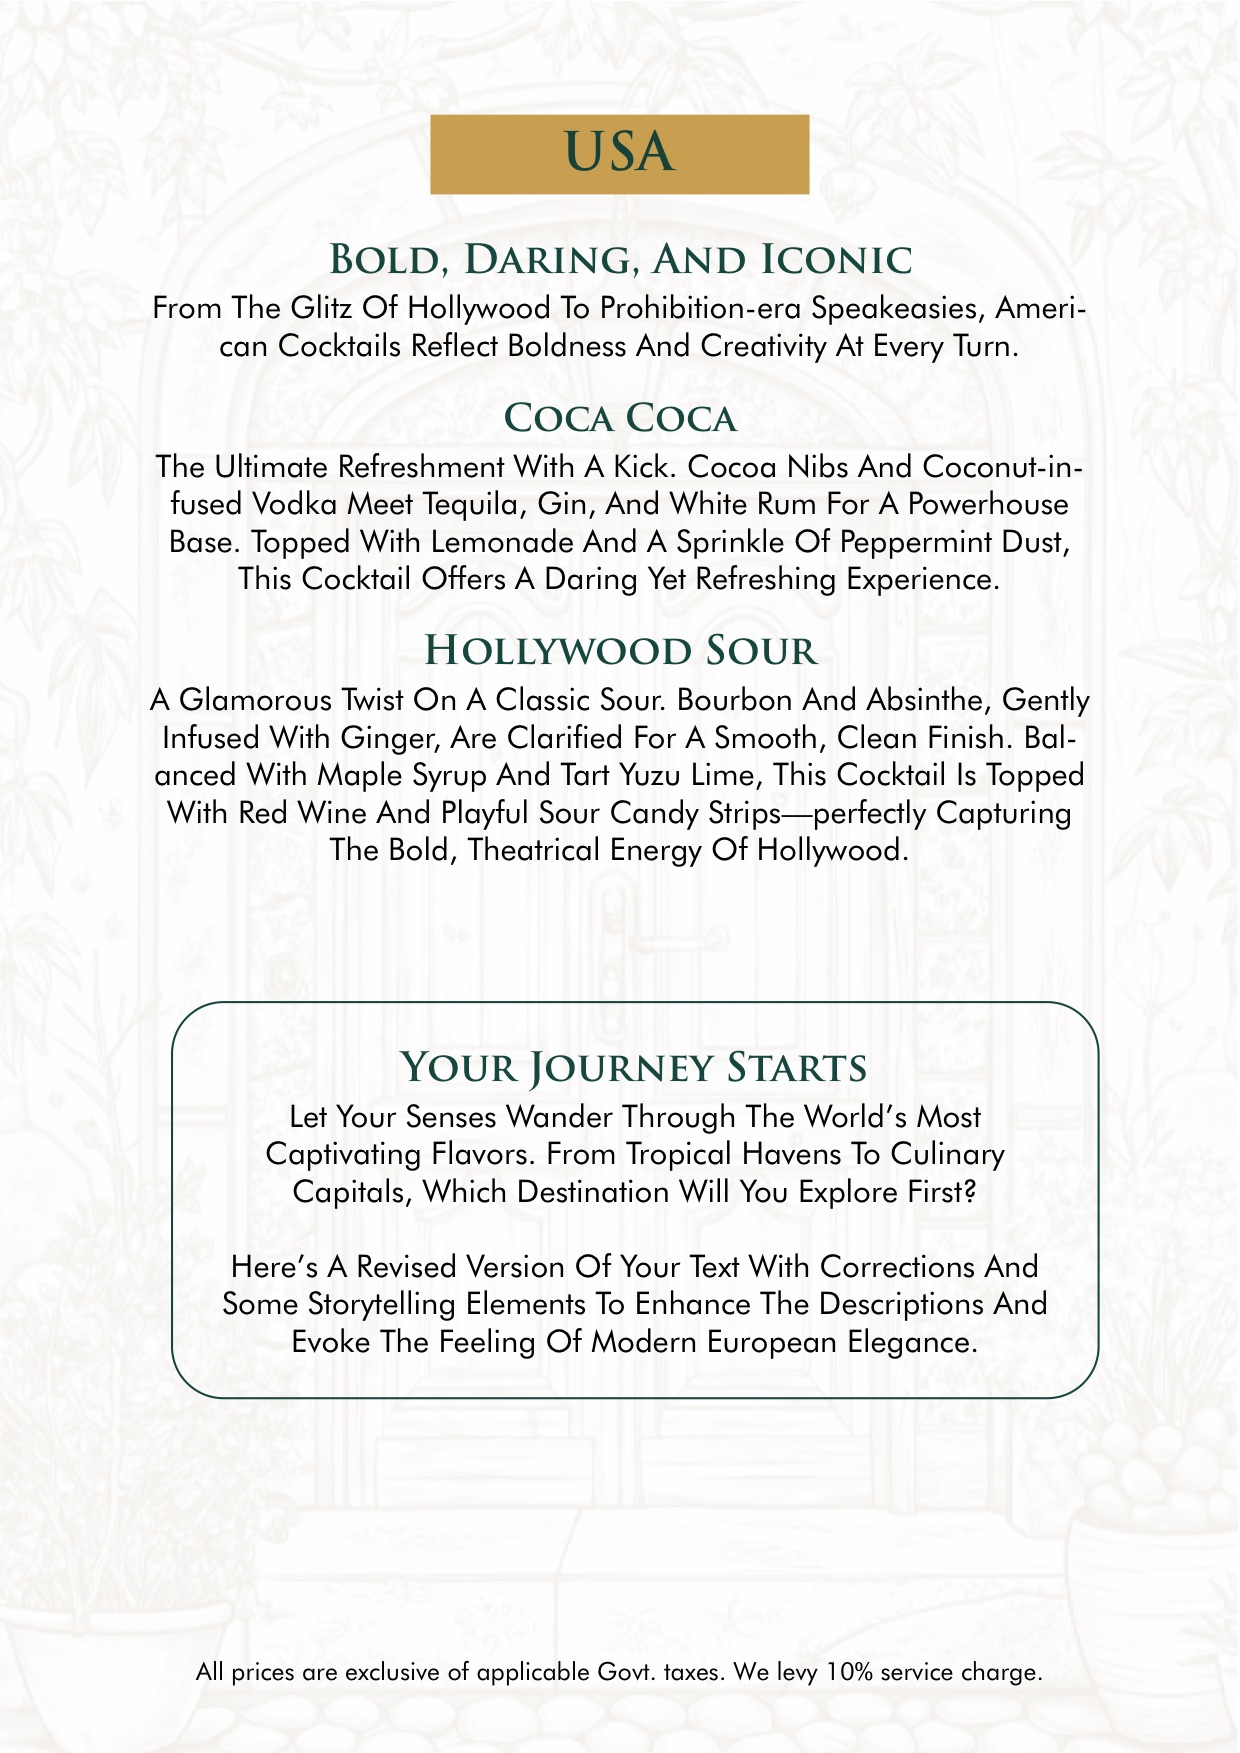 USA
Bold, Daring, And Iconic
From The Glitz Of Hollywood To Prohibition-era Speakeasies, Ameri-
can Cocktails Reflect Boldness And Creativity At Every Turn.
Coca Coca
The Ultimate Refreshment With A Kick. Cocoa Nibs And Coconut-in-
fused Vodka Meet Tequila, Gin, And White Rum For A Powerhouse
Base. Topped With Lemonade And A Sprinkle Of Peppermint Dust,
This Cocktail Offers A Daring Yet Refreshing Experience.
Hollywood Sour
A Glamorous Twist On A Classic Sour. Bourbon And Absinthe, Gently
Infused With Ginger, Are Clarified For A Smooth, Clean Finish. Bal-
anced With Maple Syrup And Tart Yuzu Lime, This Cocktail Is Topped
With Red Wine And Playful Sour Candy Strips—perfectly Capturing
The Bold, Theatrical Energy Of Hollywood.
Your Journey Starts
Let Your Senses Wander Through The World’s Most
Captivating Flavors. From Tropical Havens To Culinary
Capitals, Which Destination Will You Explore First?
Here’s A Revised Version Of Your Text With Corrections And
Some Storytelling Elements To Enhance The Descriptions And
Evoke The Feeling Of Modern European Elegance.
All prices are exclusive of applicable Govt. taxes. We levy 10% service charge.